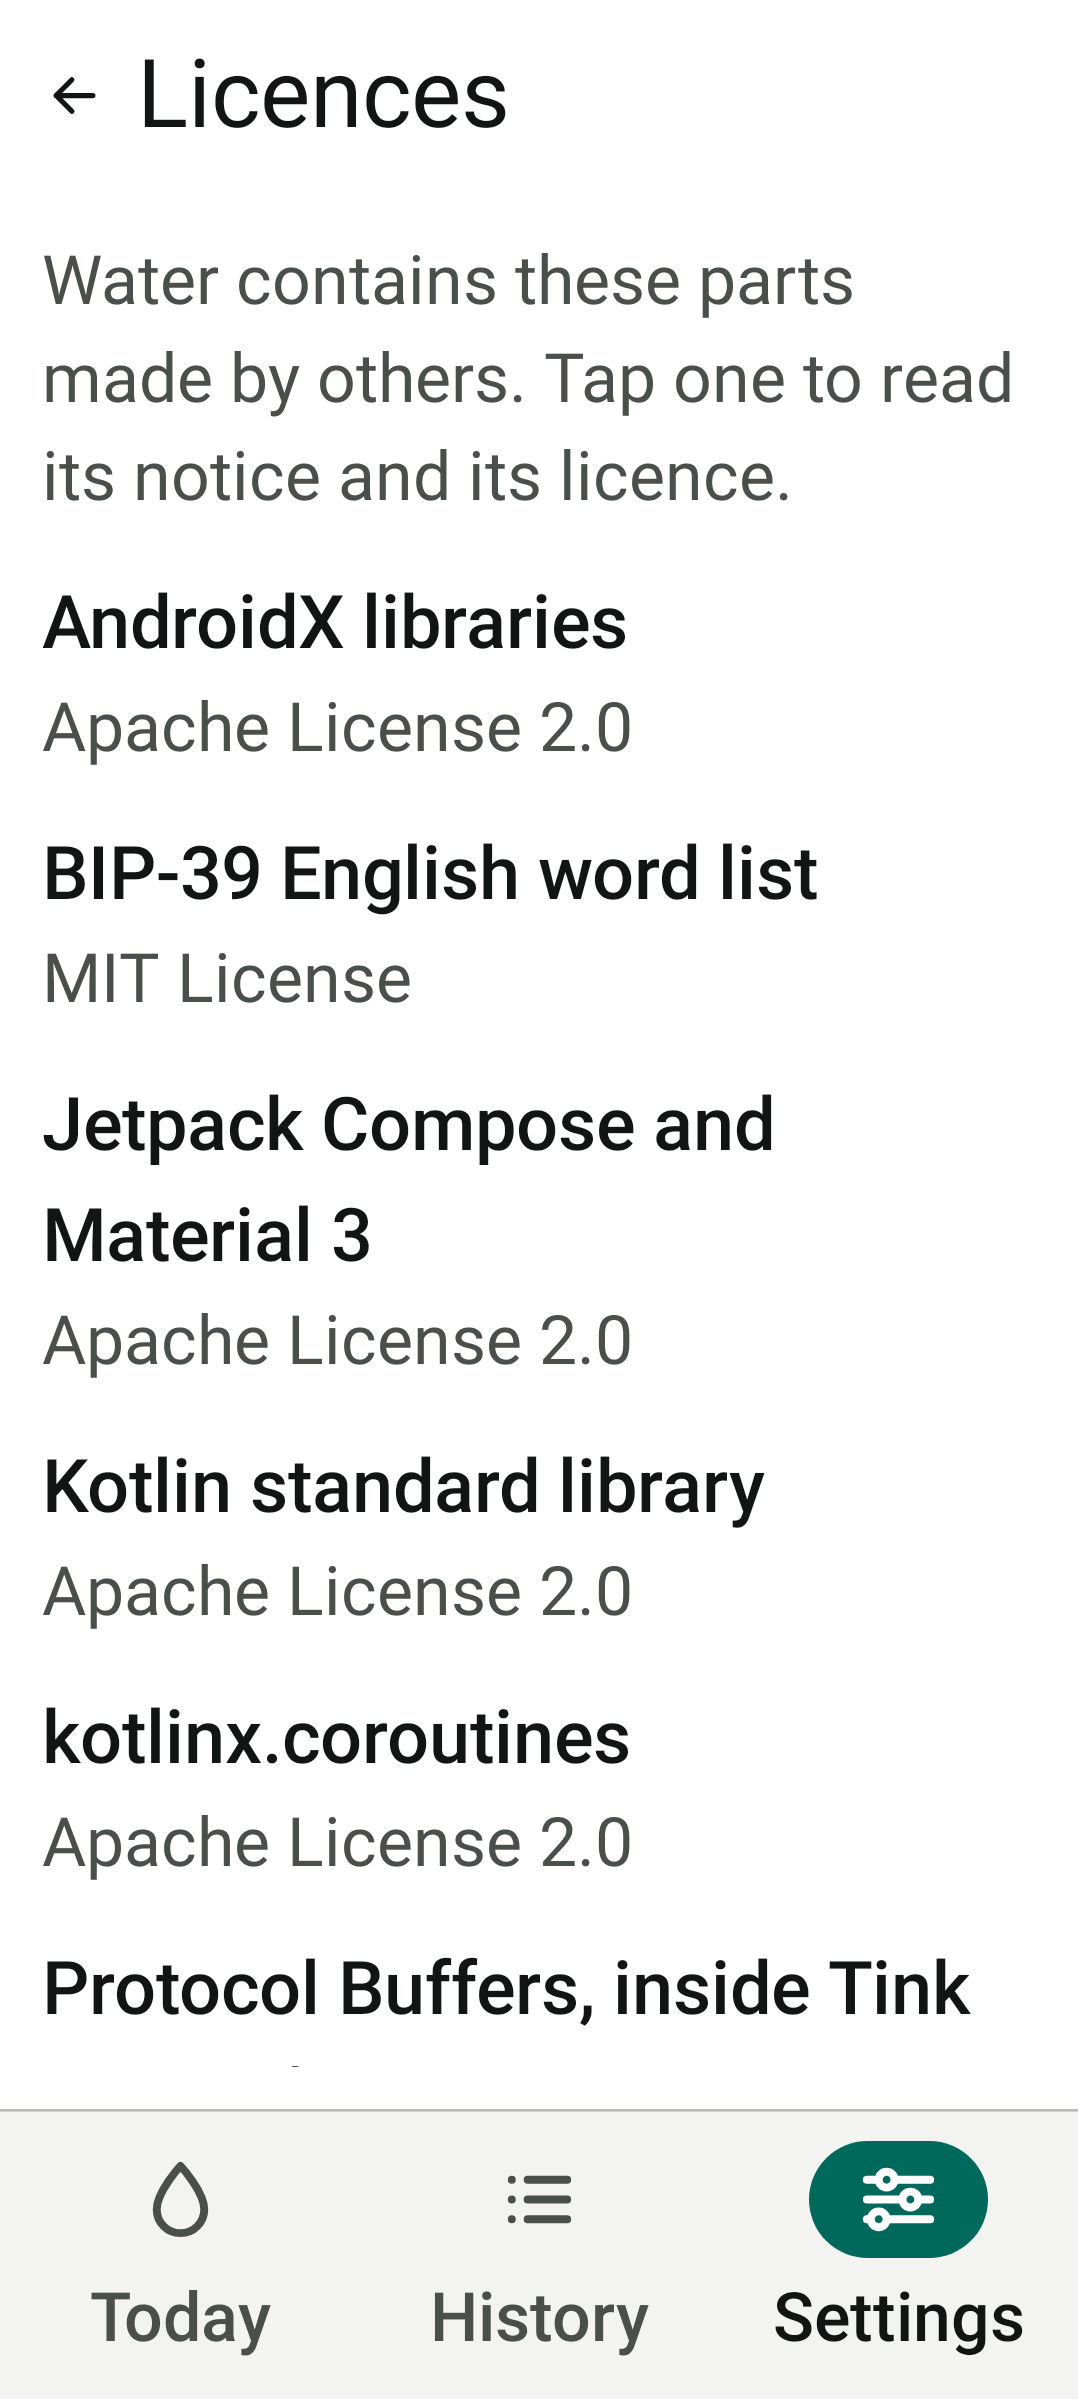 Licences
Water contains these parts
made by others. Tap one to read
its notice and its licence.
AndroidX libraries
Apache License 2.0
BIP-39 English word list
MIT License
Jetpack Compose and
Material 3
Apache License 2.0
Kotlin standard library
Apache License 2.0
kotlinx.coroutines
Apache License 2.0
Protocol Buffers, inside Tink
Today
History
Settings